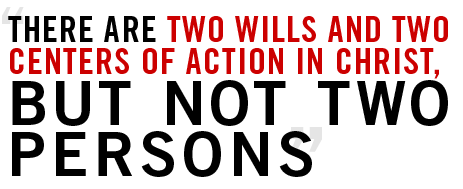 “THERE ARE TWO WILLS AND TWO
CENTERS OF ACTION IN CHRIST,
BUT NOT TWO
PERSONS”